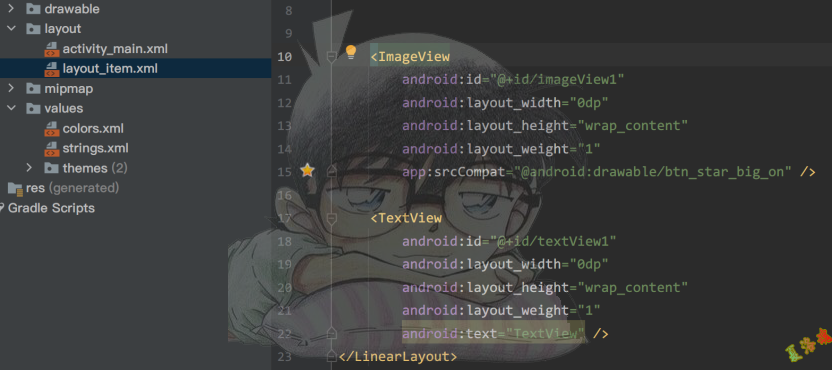 drawable
layout
activity_main.xml
layout_item.xml
mipmap
values
colors.xml
strings.xml
themes (2)
res (generated)
Gradle Scripts
8
9
10 <ImageView
11 android:id="@+id/imageView1"
12 android:layout_width="0dp"
13 android:layout_height="wrap_content"
14 android:layout_weight="1"
15 app:srcCompat="@android:drawable/btn_star_big_on" />
16
17 <TextView
18 android:id="@+id/textView1"
19 android:layout_width="0dp"
20 android:layout_height="wrap_content"
21 android:layout_weight="1"
22 android:text="TextView" />
23 </LinearLayout>